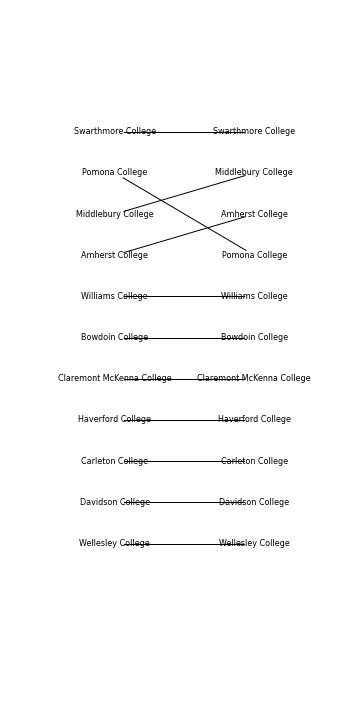 Swarthmore College Swarthmore College
Pomona College Middlebury College
Middlebury College Amherst College
Amherst College Pomona College
Williams College Williams College
Bowdoin College Bowdoin College
Claremont McKenna College Claremont McKenna College
Haverford College Haverford College
Carleton College Carleton College
Davidson College Davidson College
Wellesley College Wellesley College